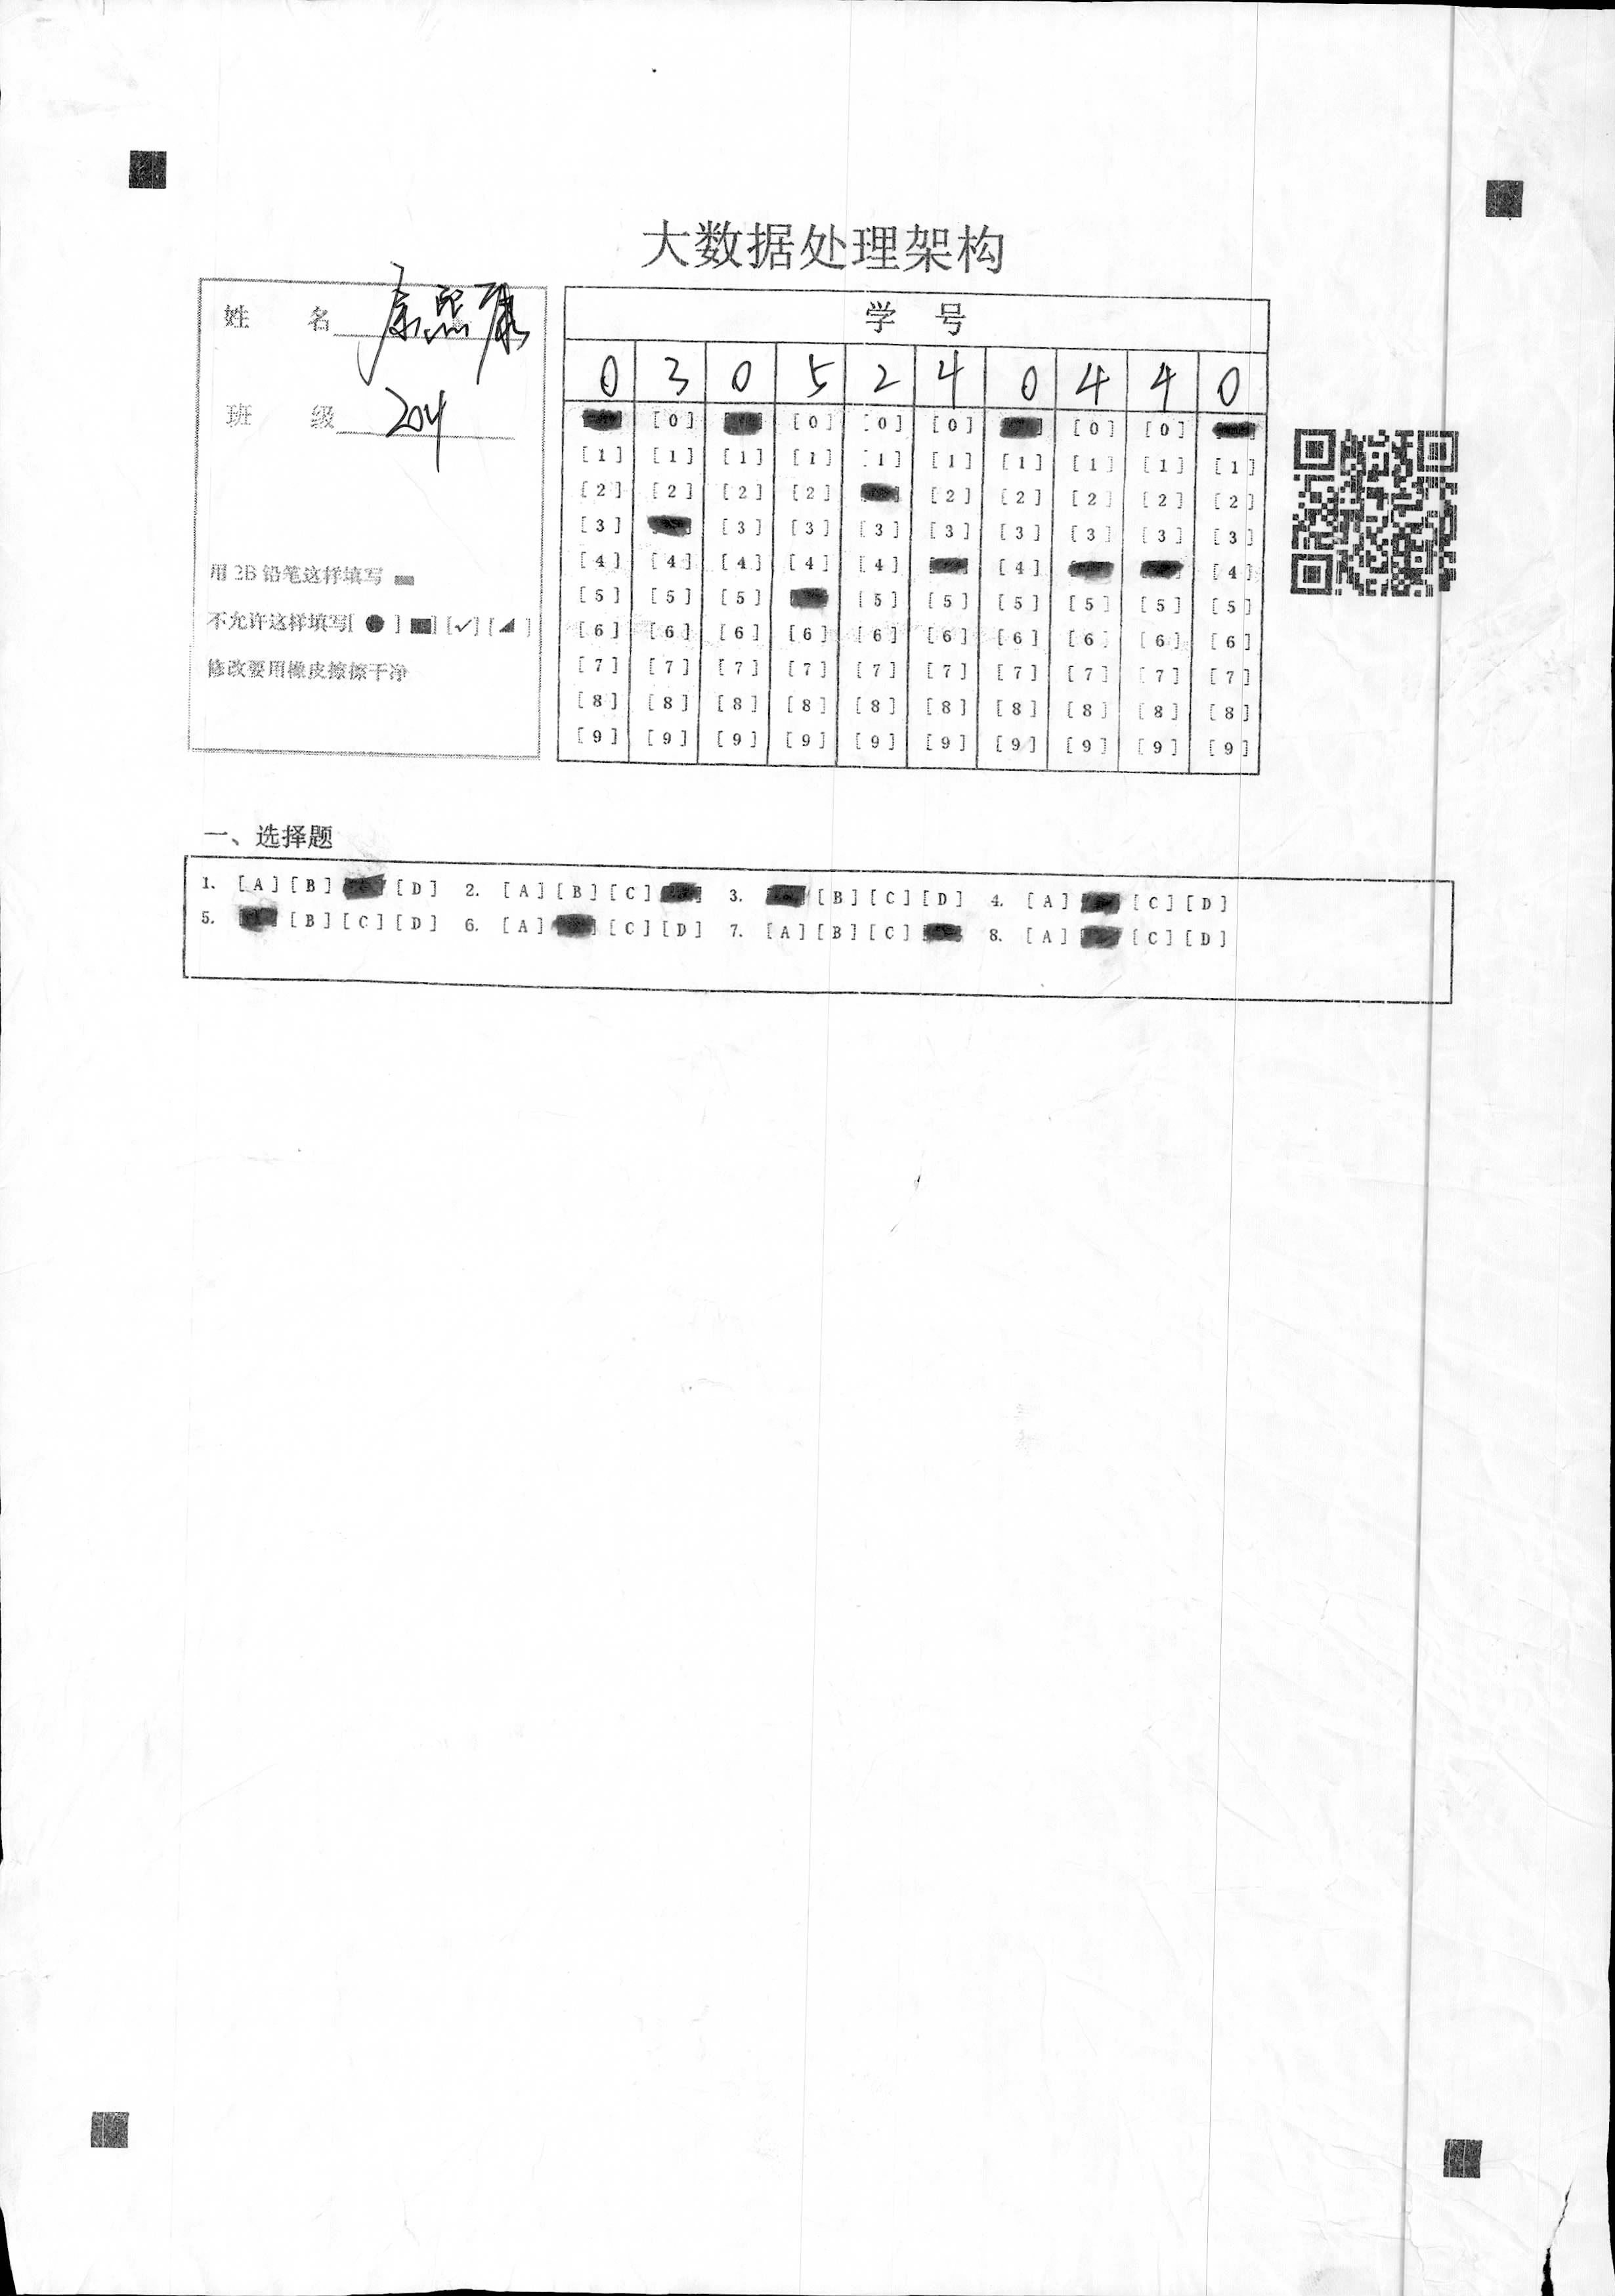 大数据处理架构
姓 名 康熙康
班 级 204
用 2B 铅笔这样填写
不允许这样填写[ ● ] [■] [✓] [◢ ]
修改要用橡皮擦擦干净
学 号
0 3 0 5 2 4 0 4 4 0
[0] [0] [0] [0] [0] [0]
[1] [1] [1] [1] [1] [1] [1] [1] [1] [1]
[2] [2] [2] [2] [2] [2] [2] [2] [2]
[3] [3] [3] [3] [3] [3] [3] [3] [3]
[4] [4] [4] [4] [4] [4] [4]
[5] [5] [5] [5] [5] [5] [5] [5] [5]
[6] [6] [6] [6] [6] [6] [6] [6] [6] [6]
[7] [7] [7] [7] [7] [7] [7] [7] [7] [7]
[8] [8] [8] [8] [8] [8] [8] [8] [8] [8]
[9] [9] [9] [9] [9] [9] [9] [9] [9] [9]
一、选择题
1. [A] [B] [D] 2. [A] [B] [C] 3. [B] [C] [D] 4. [A] [C] [D]
5. [B] [C] [D] 6. [A] [C] [D] 7. [A] [B] [C] 8. [A] [C] [D]